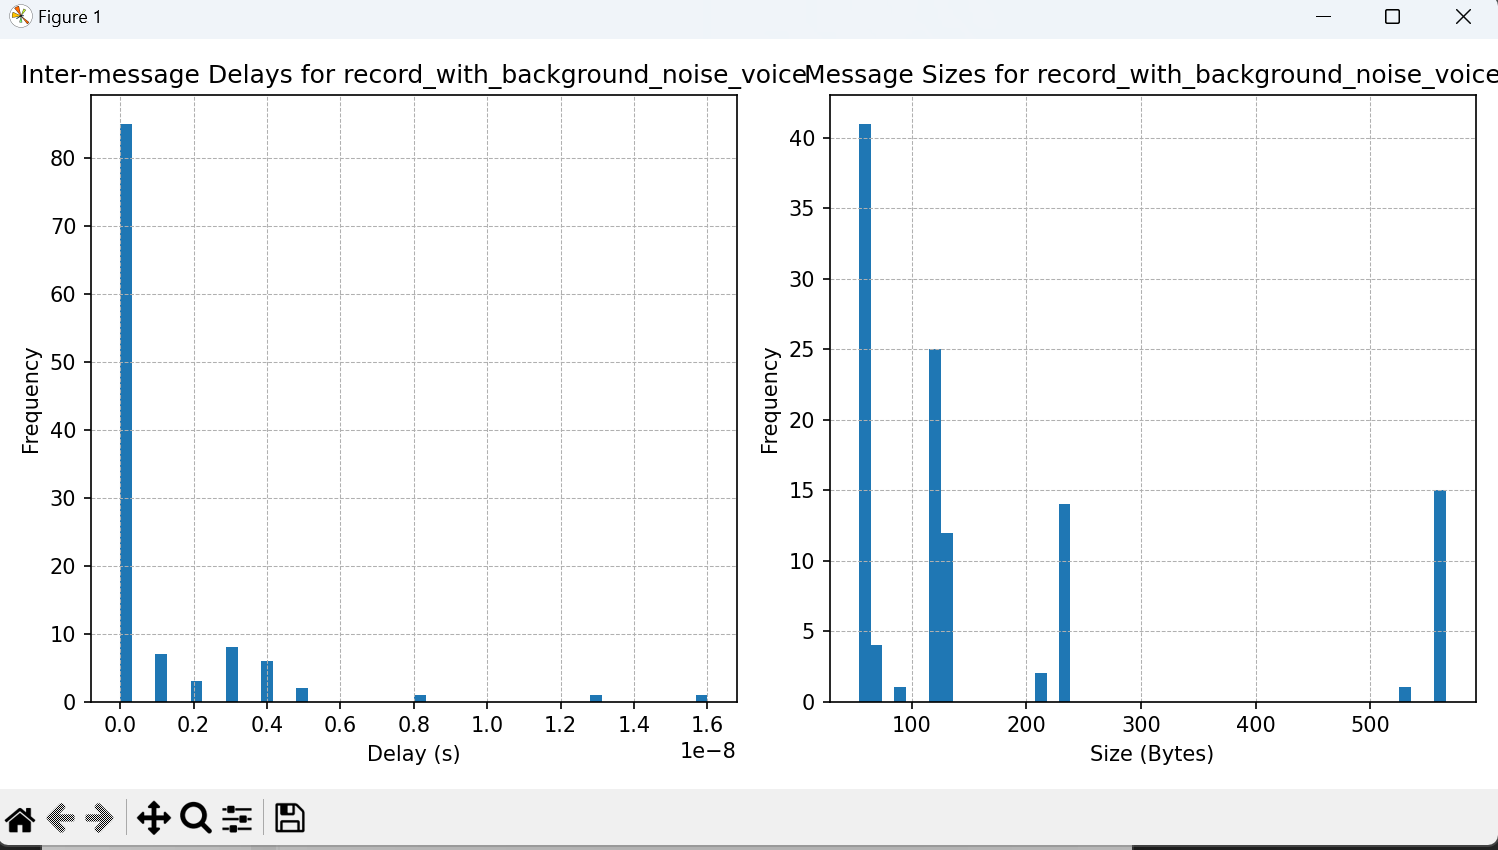 Figure 1
Inter-message Delays for record_with_background_noise_voice
Message Sizes for record_with_background_noise_voice
80
70
60
50
40
30
20
10
0
Frequency
0.0 0.2 0.4 0.6 0.8 1.0 1.2 1.4 1.6
1e−8
Delay (s)
40
35
30
25
20
15
10
5
0
Frequency
100 200 300 400 500
Size (Bytes)